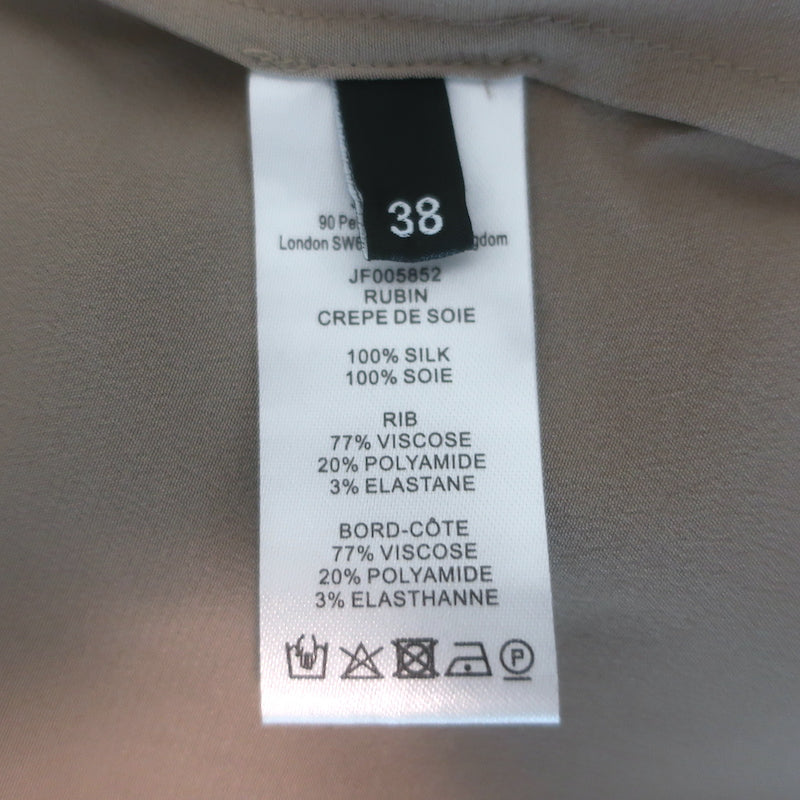 38
90
London SW6
JF005852
RUBIN
CREPE DE SOIE
100% SILK
100% SOIE
RIB
77% VISCOSE
20% POLYAMIDE
3% ELASTANE
BORD-CÔTE
77% VISCOSE
20% POLYAMIDE
3% ELASTHANNE
P